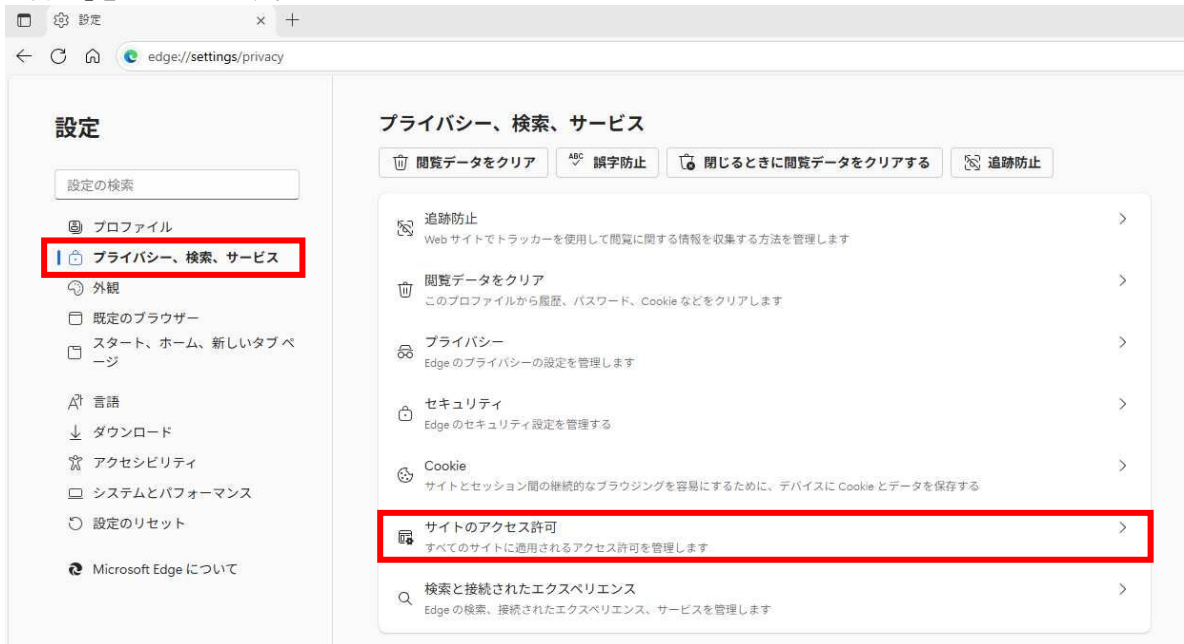 設定
edge://settings/privacy
設定
設定の検索
プロファイル
プライバシー、検索、サービス
外観
既定のブラウザー
スタート、ホーム、新しいタブ ペ
ージ
言語
ダウンロード
アクセシビリティ
システムとパフォーマンス
設定のリセット
Microsoft Edge について
プライバシー、検索、サービス
閲覧データをクリア
ABC 誤字防止
閉じるときに閲覧データをクリアする
追跡防止
追跡防止
Web サイトでトラッカーを使用して閲覧に関する情報を収集する方法を管理します
閲覧データをクリア
このプロファイルから履歴、パスワード、Cookie などをクリアします
プライバシー
Edge のプライバシーの設定を管理します
セキュリティ
Edge のセキュリティ設定を管理する
Cookie
サイトとセッション間の継続的なブラウジングを容易にするために、デバイスに Cookie とデータを保存する
サイトのアクセス許可
すべてのサイトに適用されるアクセス許可を管理します
検索と接続されたエクスペリエンス
Edge の検索、接続されたエクスペリエンス、サービスを管理します